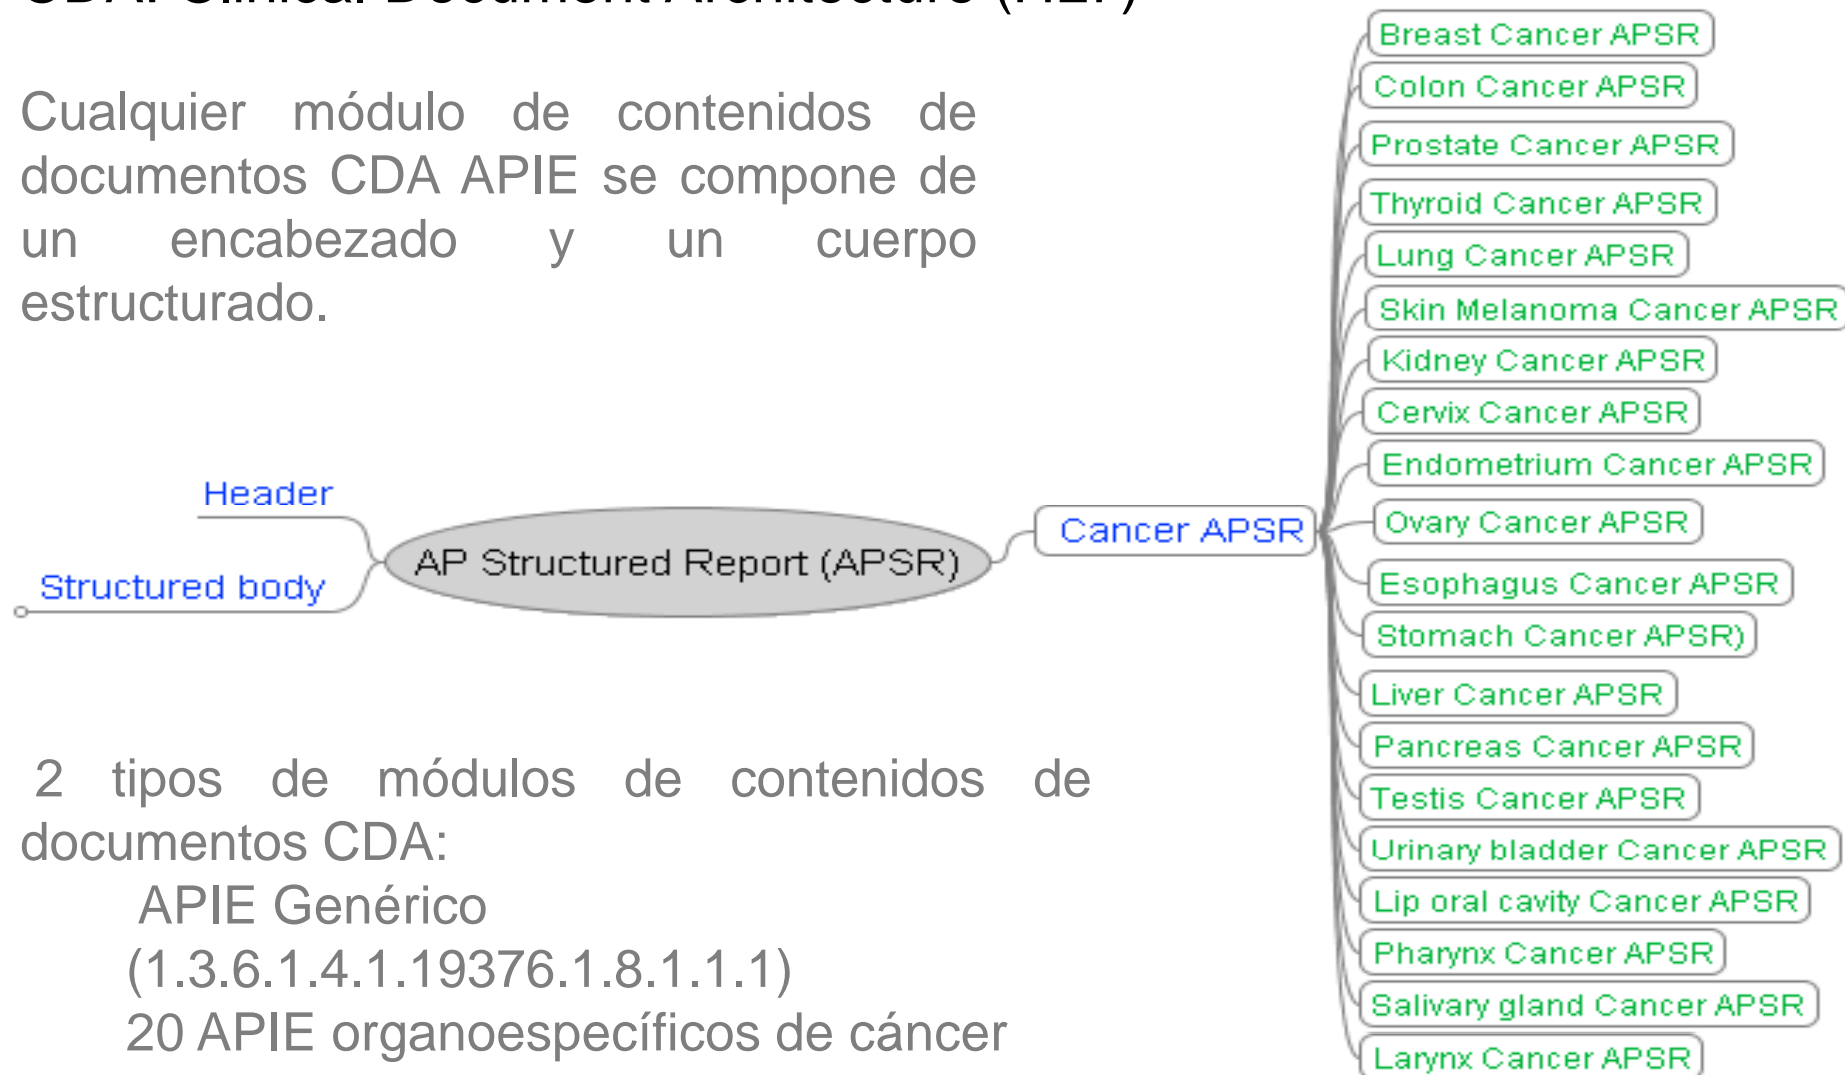 CDA: Clinical Document Architecture (HL7)
Cualquier módulo de contenidos de
documentos CDA APIE se compone de
un encabezado y un cuerpo
estructurado.
Header
Structured body
AP Structured Report (APSR)
Cancer APSR
Breast Cancer APSR
Colon Cancer APSR
Prostate Cancer APSR
Thyroid Cancer APSR
Lung Cancer APSR
Skin Melanoma Cancer APSR
Kidney Cancer APSR
Cervix Cancer APSR
Endometrium Cancer APSR
Ovary Cancer APSR
Esophagus Cancer APSR
Stomach Cancer APSR)
Liver Cancer APSR
Pancreas Cancer APSR
Testis Cancer APSR
Urinary bladder Cancer APSR
Lip oral cavity Cancer APSR
Pharynx Cancer APSR
Salivary gland Cancer APSR
Larynx Cancer APSR
2 tipos de módulos de contenidos de
documentos CDA:
APIE Genérico
(1.3.6.1.4.1.19376.1.8.1.1.1)
20 APIE organoespecíficos de cáncer